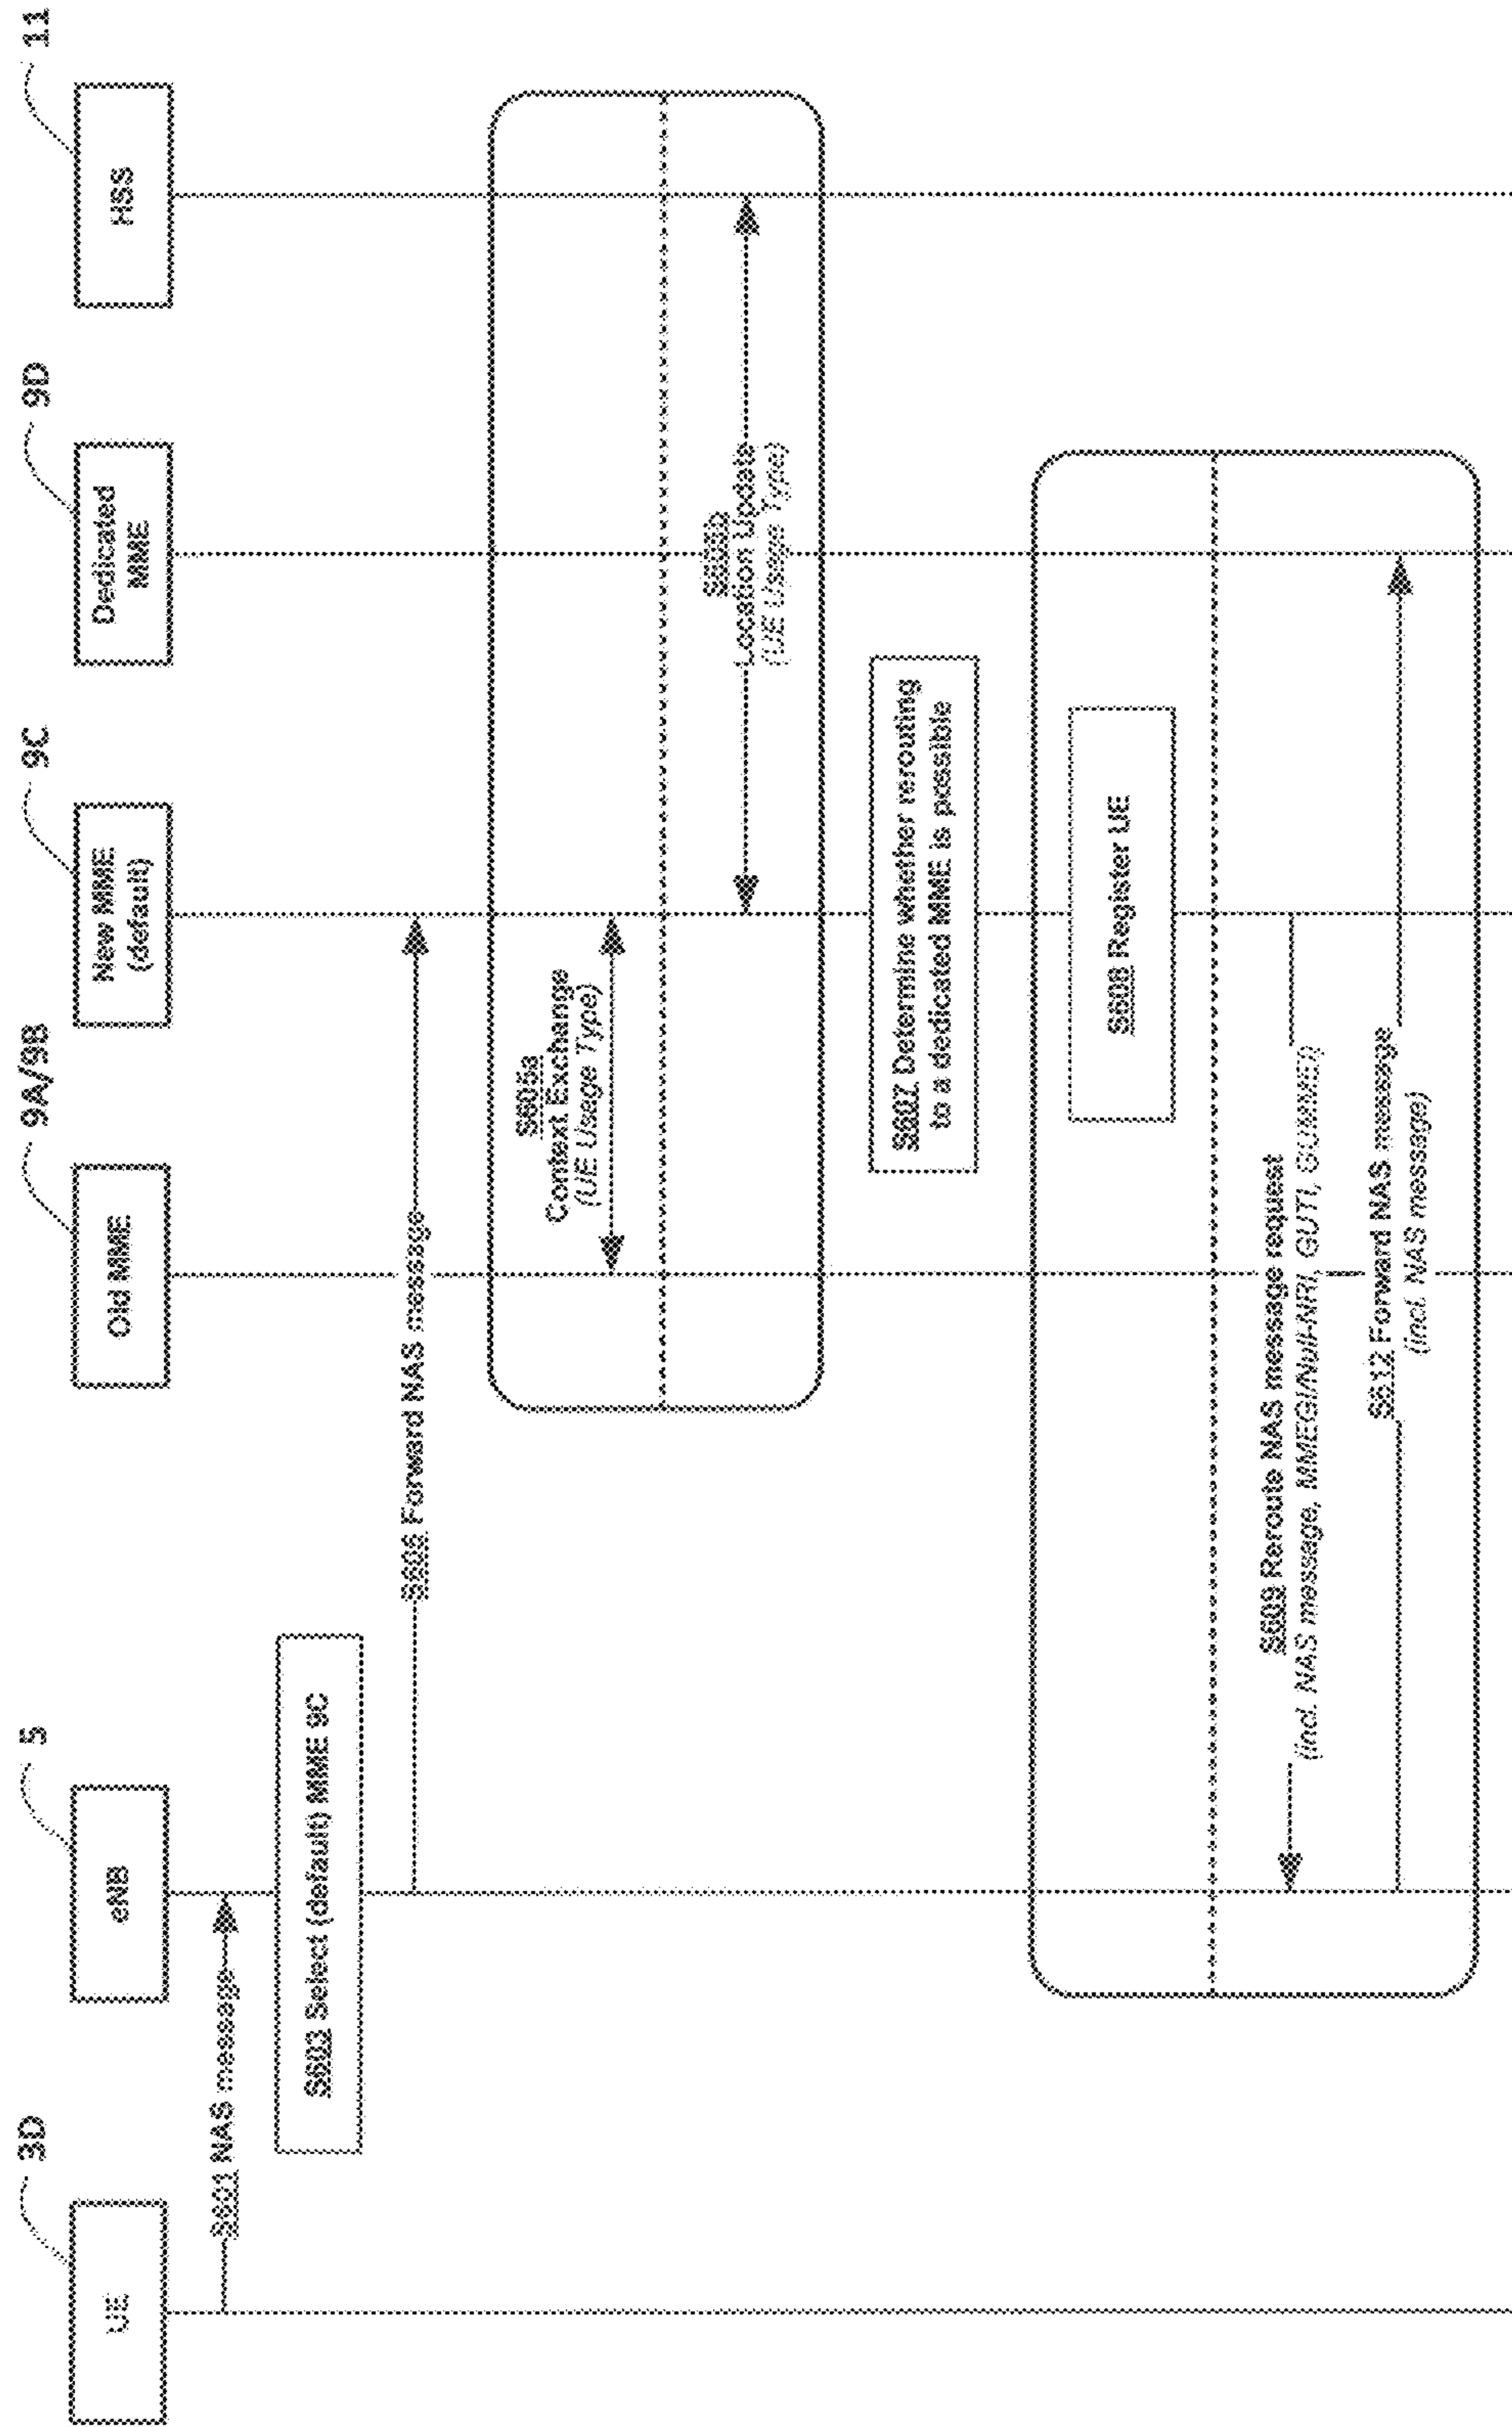 3D
5
9A/9B
9C
9D
11
UE
eNB
Old MME
New MME
(default)
Dedicated
MME
HSS
S601 NAS message
S603 Select (default) MME 9C
S605 Forward NAS message
S605a
Context Exchange
(UE Usage Type)
S605b
Location Update
(UE Usage Type)
S607 Determine whether rerouting
to a dedicated MME is possible
S608 Register UE
S609 Reroute NAS message request
(incl. NAS message, MMEGI/Null-NRI, GUTI, GUMMEI)
S612 Forward NAS message
(incl. NAS message)